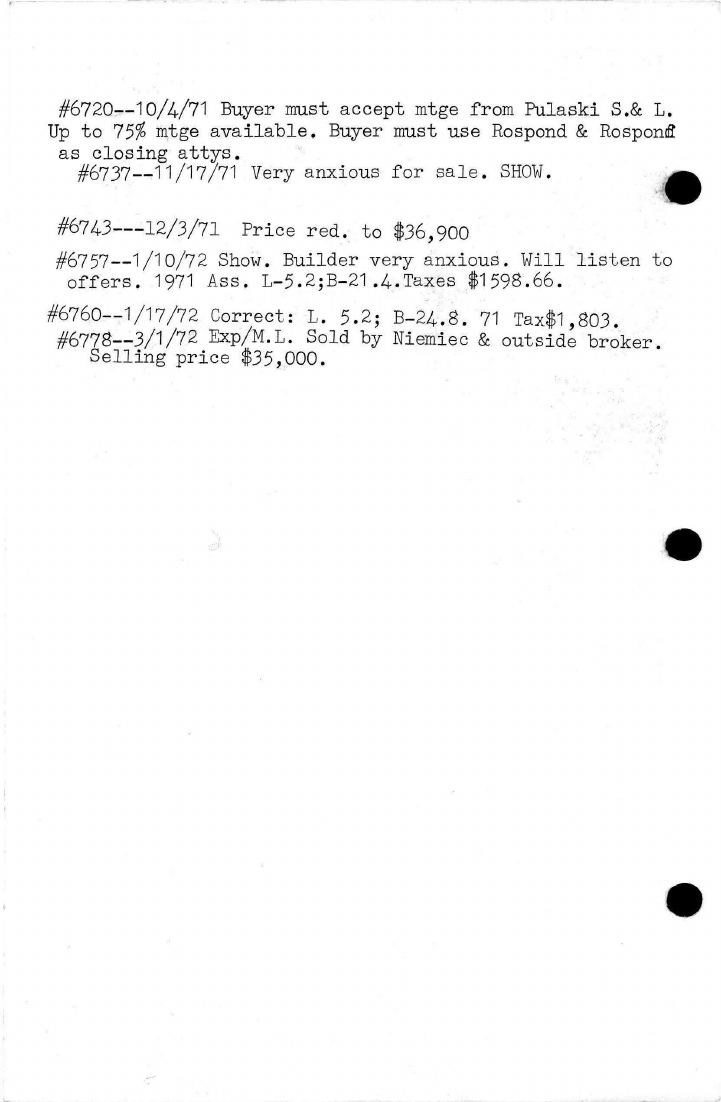 #6720--10/4/71 Buyer must accept mtge from Pulaski S.& L.
Up to 75% mtge available. Buyer must use Rospond & Rospond
as closing attys.
#6737--11/17/71 Very anxious for sale. SHOW.
#6743---12/3/71 Price red. to $36,900
#6757--1/10/72 Show. Builder very anxious. Will listen to
offers. 1971 Ass. L-5.2;B-21.4.Taxes $1598.66.
#6760--1/17/72 Correct: L. 5.2; B-24.8. 71 Tax$1,803.
#6778--3/1/72 Exp/M.L. Sold by Niemiec & outside broker.
Selling price $35,000.